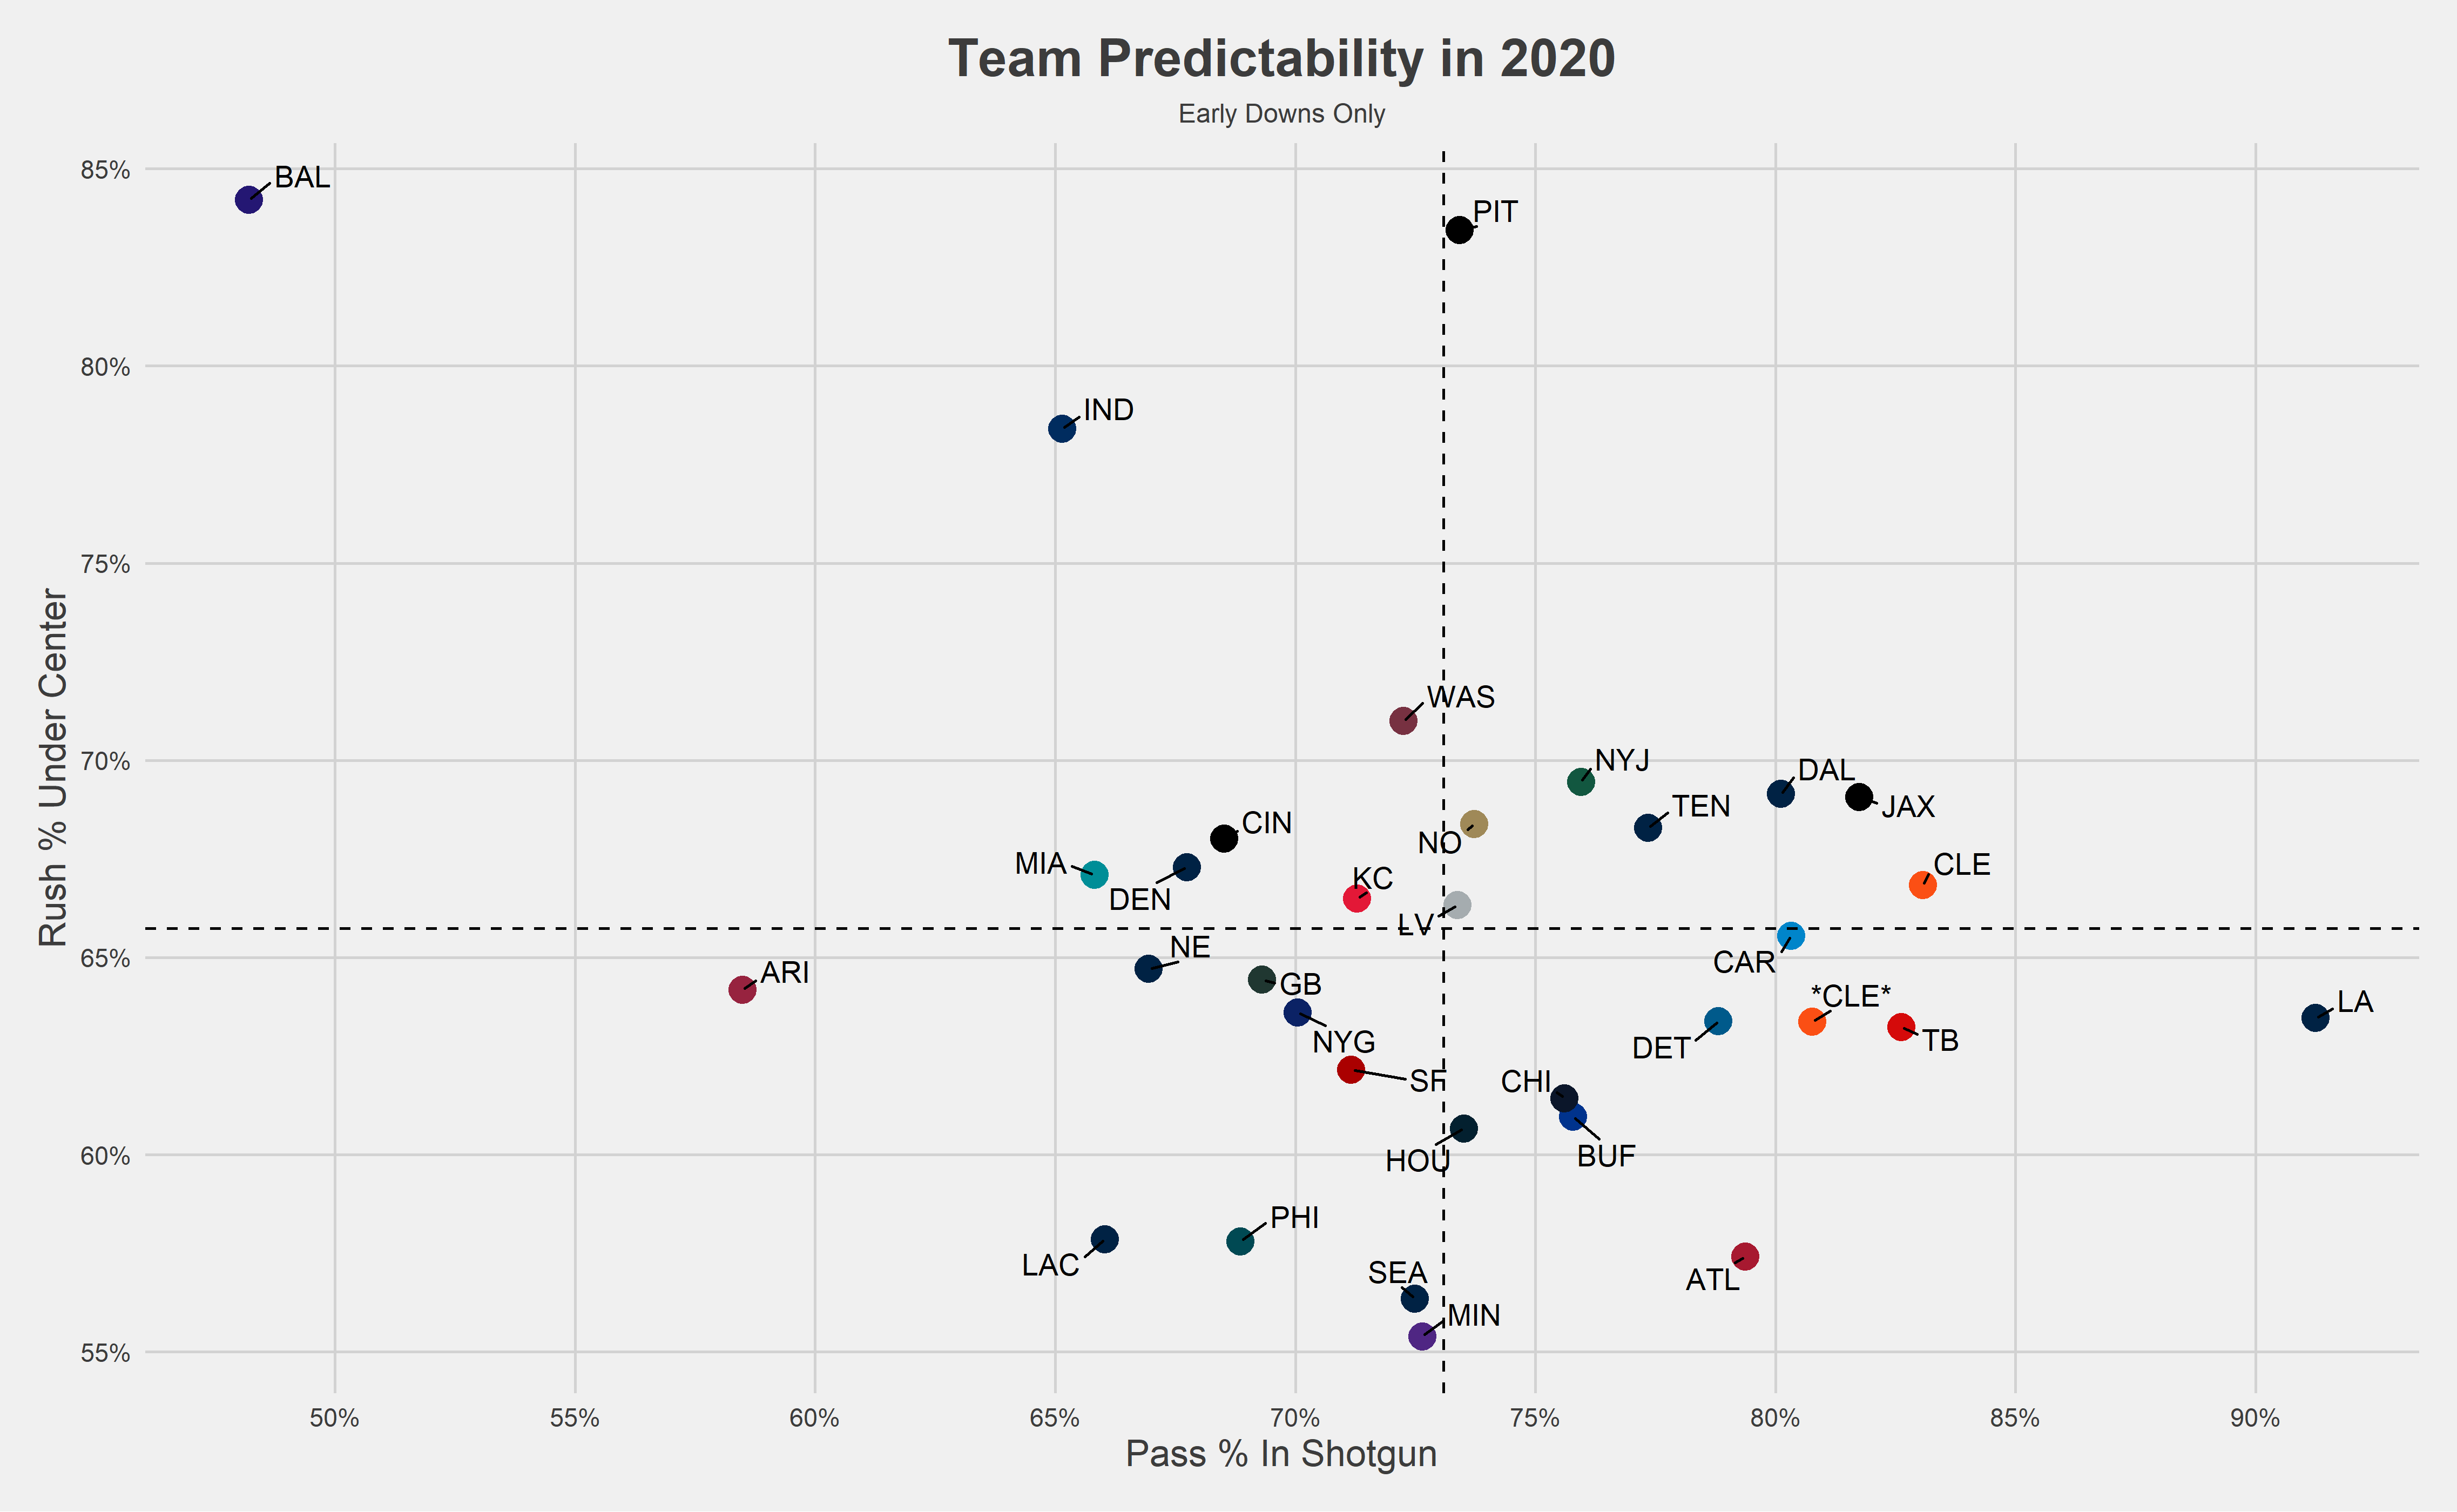 Team Predictability in 2020
Early Downs Only
Rush % Under Center
85%
80%
75%
70%
65%
60%
55%
BAL
PIT
IND
WAS
NYJ
DAL
TEN
JAX
CIN
NO
MIA
DEN
KC
CLE
LV
NE
CAR
ARI
GB
*CLE*
LA
NYG
DET
TB
SF
CHI
HOU
BUF
PHI
LAC
SEA
ATL
MIN
50%
55%
60%
65%
70%
75%
80%
85%
90%
Pass % In Shotgun